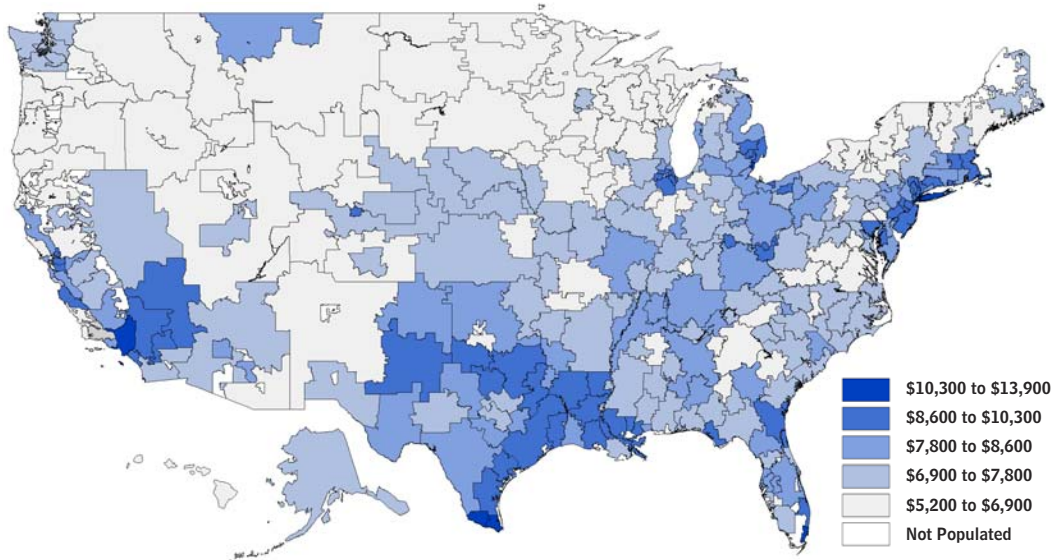 $10,300 to $13,900
$8,600 to $10,300
$7,800 to $8,600
$6,900 to $7,800
$5,200 to $6,900
Not Populated